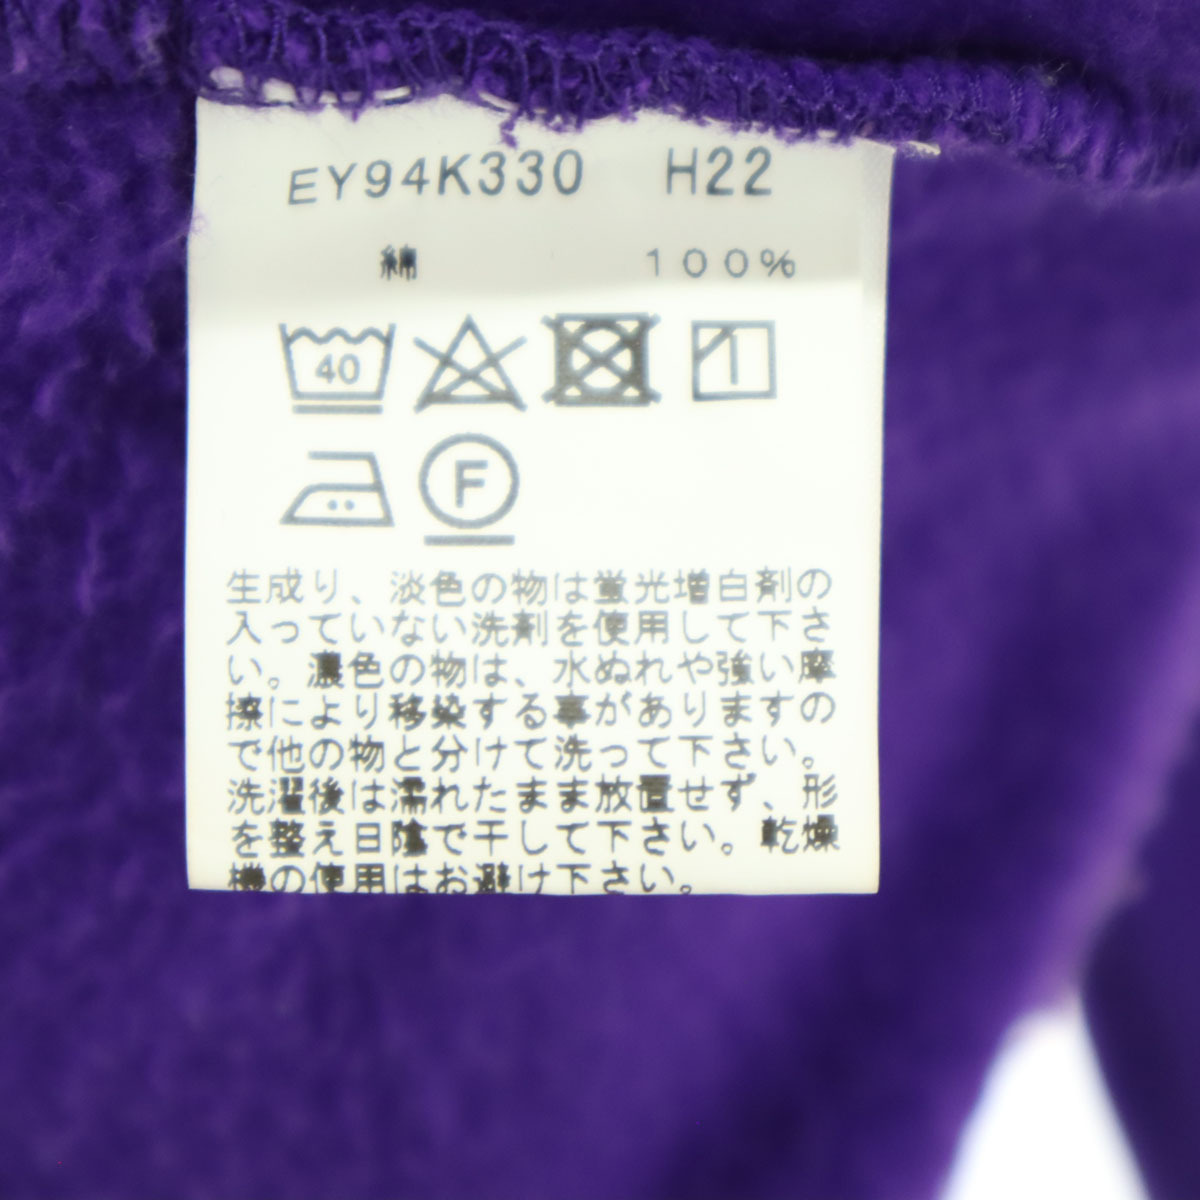 EY94K330 H22
綿 100%
40
F
生成り、淡色の物は蛍光増白剤の
入っていない洗剤を使用して下さ
い。濃色の物は、水ぬれや強い摩
擦により移染する事がありますの
で他の物と分けて洗って下さい。
洗濯後は濡れたまま放置せず、形
を整え日陰で干して下さい。乾燥
機の使用はお避け下さい。